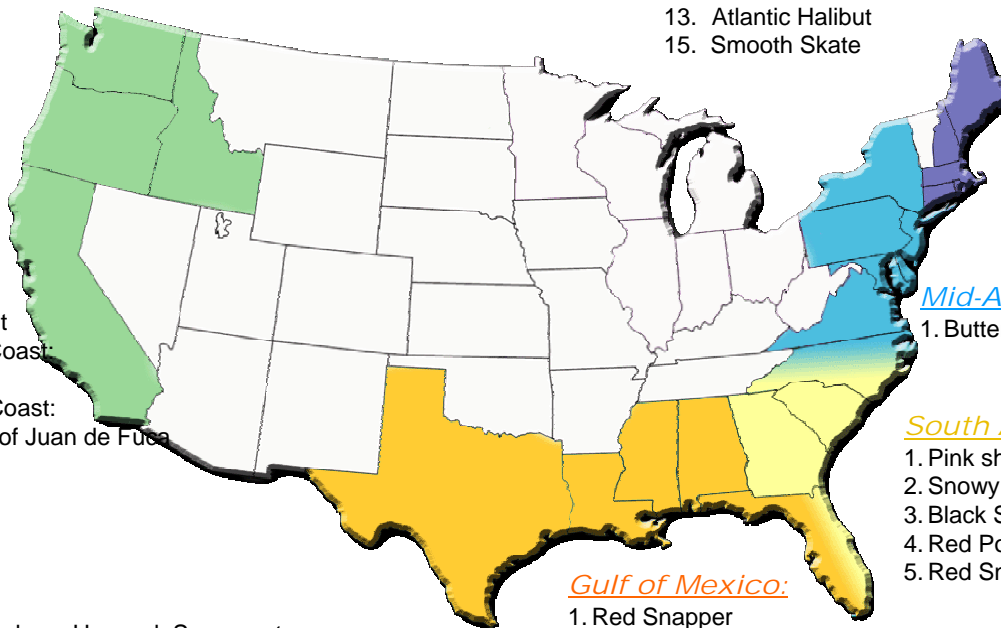 13. Atlantic Halibut
15. Smooth Skate
Mid-A
1. Butte
t
Coast:
Coast:
of Juan de Fuca
South
1. Pink sh
2. Snowy
3. Black S
4. Red Po
5. Red Sn
Gulf of Mexico:
1. Red Snapper